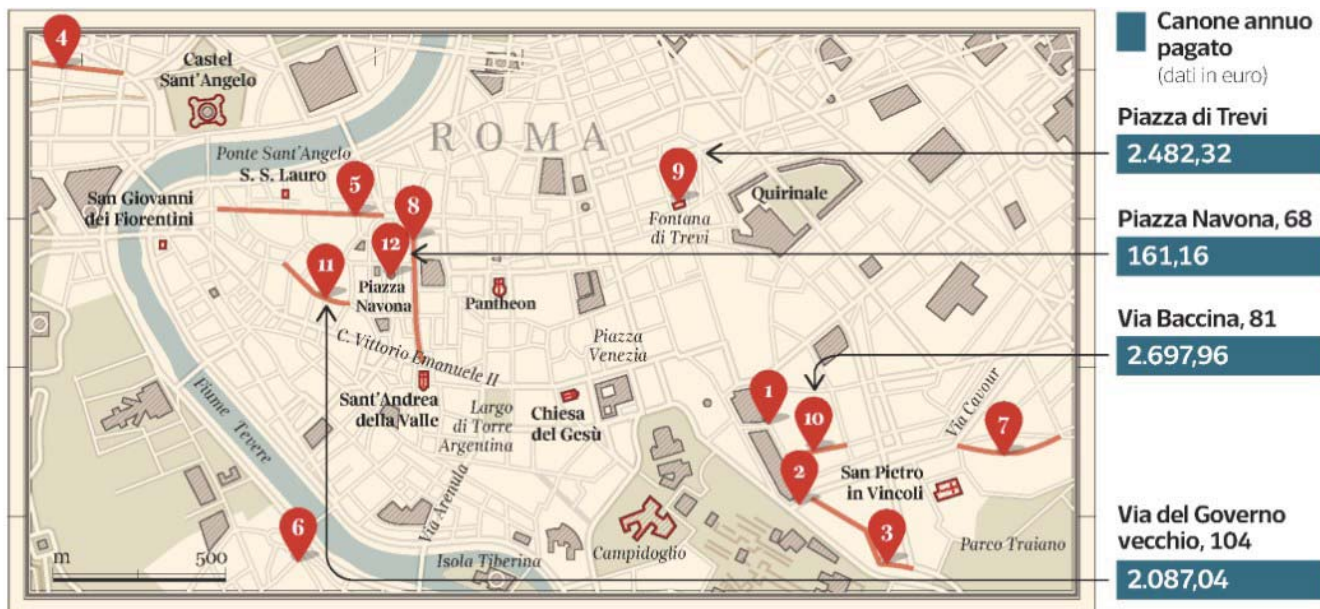 4
Castel
Sant'Angelo
ROMA
Ponte Sant'Angelo
S. S. Lauro
San Giovanni
dei Fiorentini
5
8
9
Quirinale
Fontana
di Trevi
12
11
Piazza
Navona
Pantheon
C. Vittorio Emanuele II
Piazza
Venezia
Sant'Andrea
della Valle
Largo
di Torre
Argentina
Chiesa
del Gesù
1
10
Via Cavour
7
2
San Pietro
in Vincoli
Fiume Tevere
Via Arenula
6
3
m 500
Isola Tiberina
Campidoglio
Parco Traiano
Canone annuo
pagato
(dati in euro)
Piazza di Trevi
2.482,32
Piazza Navona, 68
161,16
Via Baccina, 81
2.697,96
Via del Governo
vecchio, 104
2.087,04